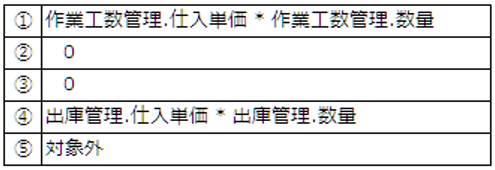 ① 作業工数管理.仕入単価 * 作業工数管理.数量
② 0
③ 0
④ 出庫管理.仕入単価 * 出庫管理.数量
⑤ 対象外